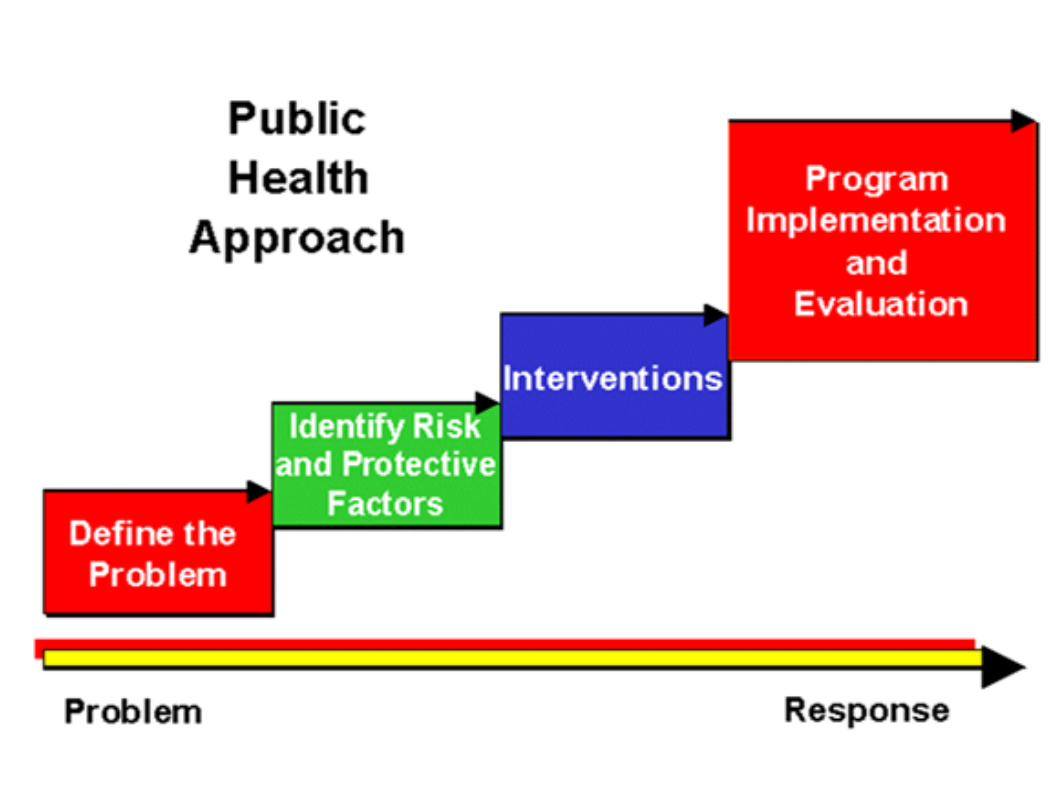 Public
Health
Approach
Program
Implementation
and
Evaluation
Interventions
Identify Risk
and Protective
Factors
Define the
Problem
Problem
Response